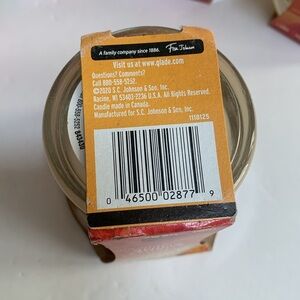 A family company since 1886. Fisk Johnson
Visit us at www.glade.com
Questions? Comments?
Call 800-558-5252.
©2020 S.C. Johnson & Son, Inc.
Racine, WI 53403-2236 U.S.A. All Rights Reserved.
Candle made in Canada.
Manufactured for S.C. Johnson & Son, Inc.
1110125
0 46500 02877 9